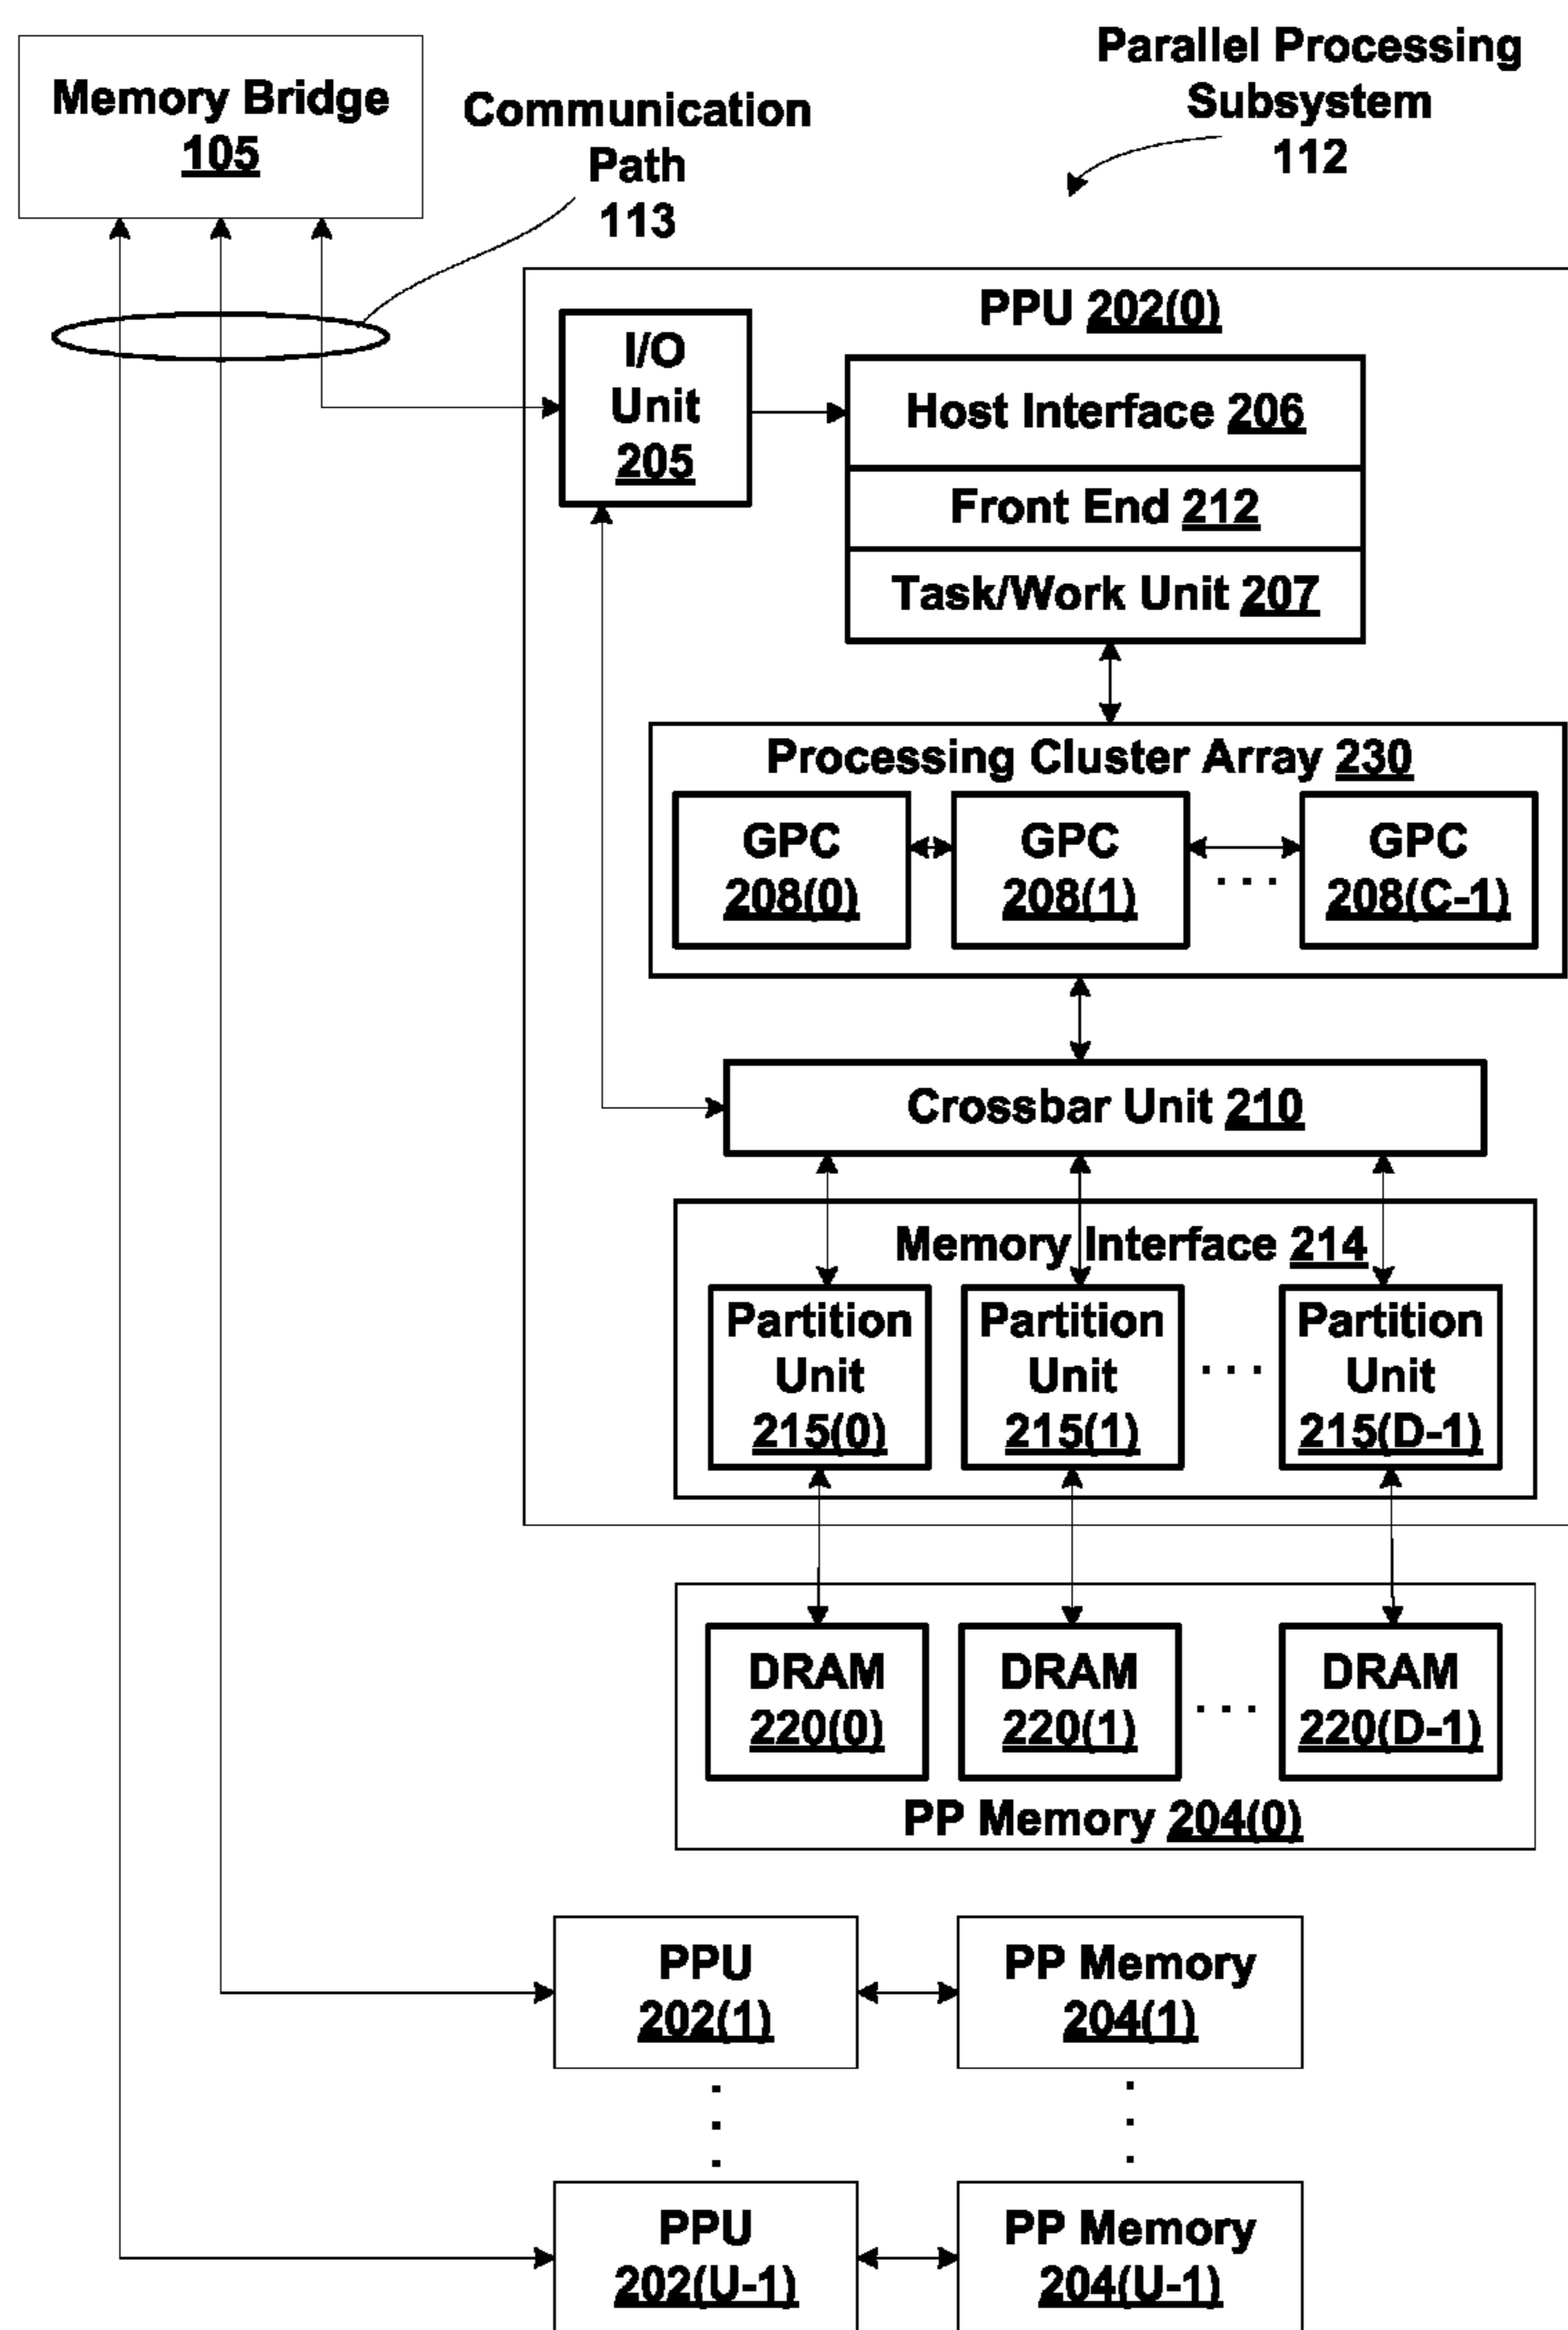 Memory Bridge
105
Communication
Path
113
Parallel Processing
Subsystem
112
PPU 202(0)
I/O
Unit
205
Host Interface 206
Front End 212
Task/Work Unit 207
Processing Cluster Array 230
GPC
208(0)
GPC
208(1)
. . .
GPC
208(C-1)
Crossbar Unit 210
Memory Interface 214
Partition
Unit
215(0)
Partition
Unit
215(1)
. . .
Partition
Unit
215(D-1)
DRAM
220(0)
DRAM
220(1)
. . .
DRAM
220(D-1)
PP Memory 204(0)
PPU
202(1)
PP Memory
204(1)
PPU
202(U-1)
PP Memory
204(U-1)